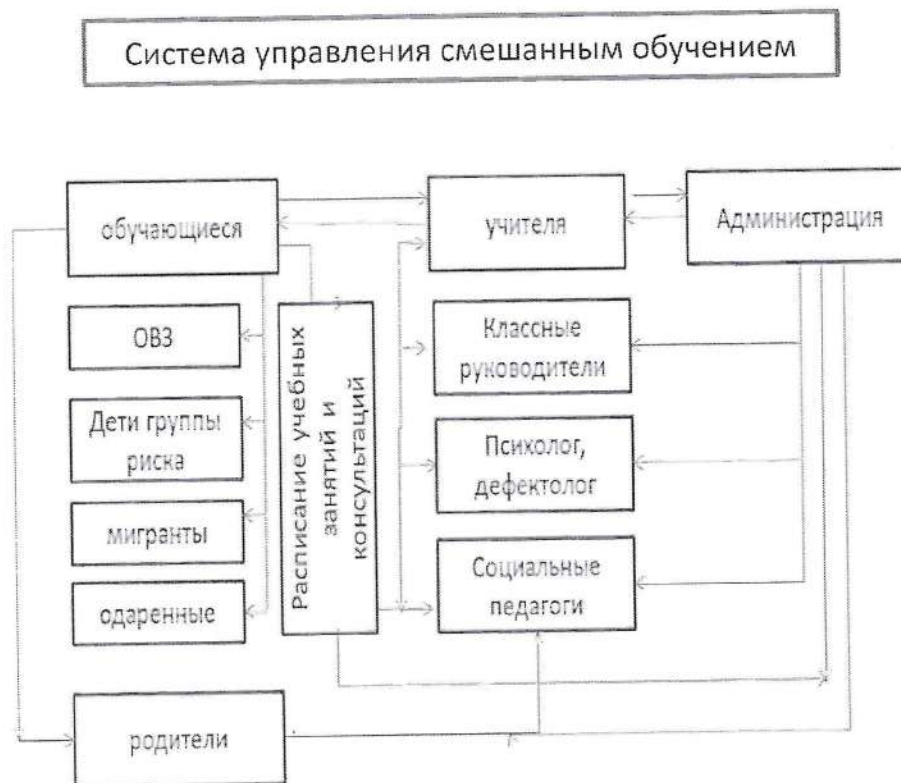 Система управления смешанным обучением
обучающиеся
учителя
Администрация
ОВЗ
Дети группы
риска
мигранты
одаренные
Расписание учебных
занятий и
консультаций
Классные
руководители
Психолог,
дефектолог
Социальные
педагоги
родители